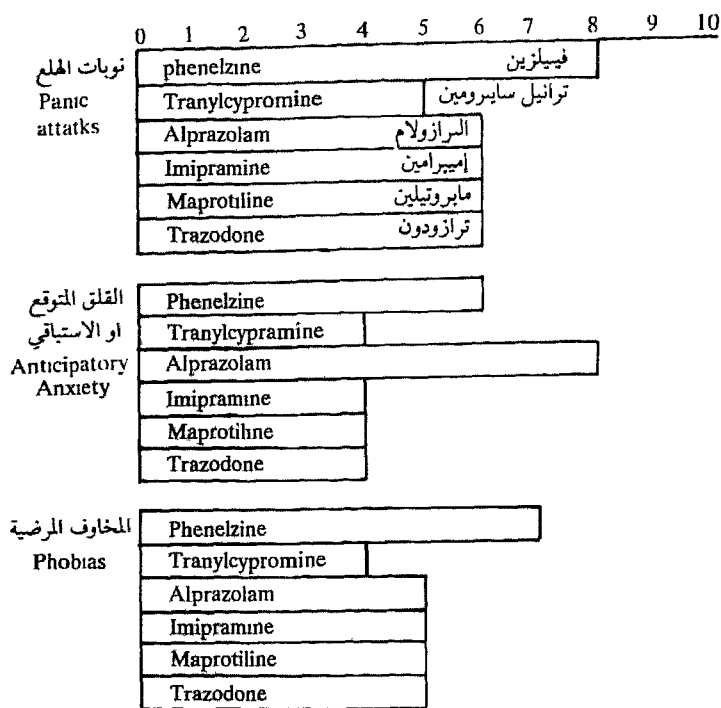 0 1 2 3 4 5 6 7 8 9 10
نوبات الهلع
Panic
attatks
phenelzine فينيلزين
Tranylcypromine ترانيل سايبرومين
Alprazolam البرازولام
Imipramine إميبرامين
Maprotiline مابروتيلين
Trazodone ترازودون
القلق المتوقع
او الاستباقي
Anticipatory
Anxiety
Phenelzine
Tranylcypramine
Alprazolam
Imipramine
Maprotiline
Trazodone
المخاوف المرضية
Phobias
Phenelzine
Tranylcypromine
Alprazolam
Imipramine
Maprotiline
Trazodone